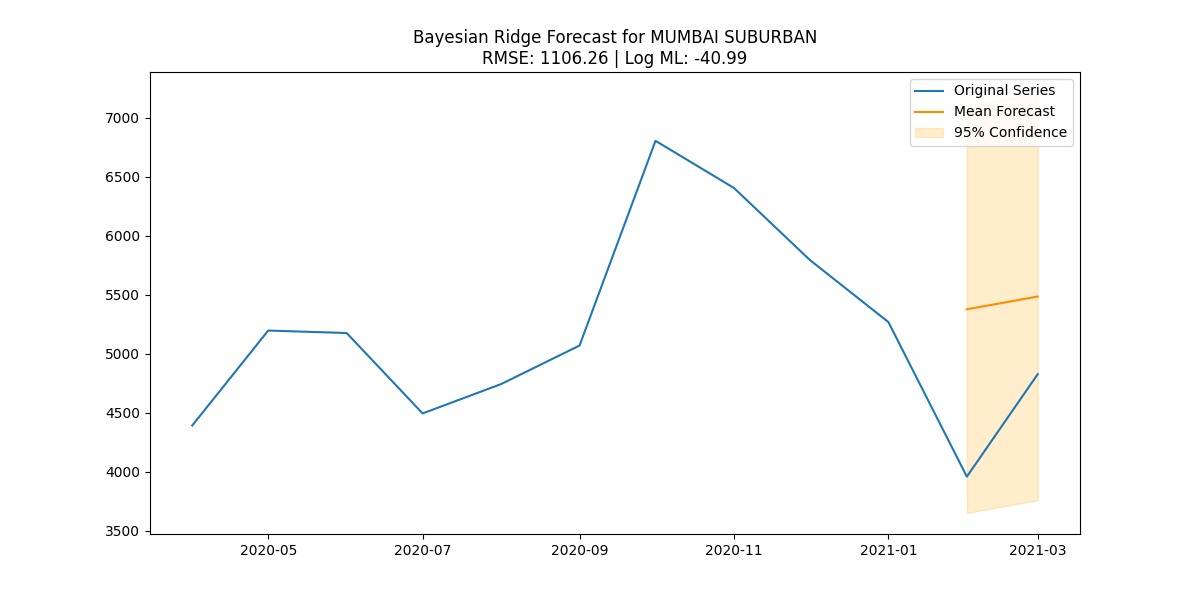 Bayesian Ridge Forecast for MUMBAI SUBURBAN
RMSE: 1106.26 | Log ML: -40.99
Original Series
Mean Forecast
95% Confidence
7000
6500
6000
5500
5000
4500
4000
3500
2020-05
2020-07
2020-09
2020-11
2021-01
2021-03